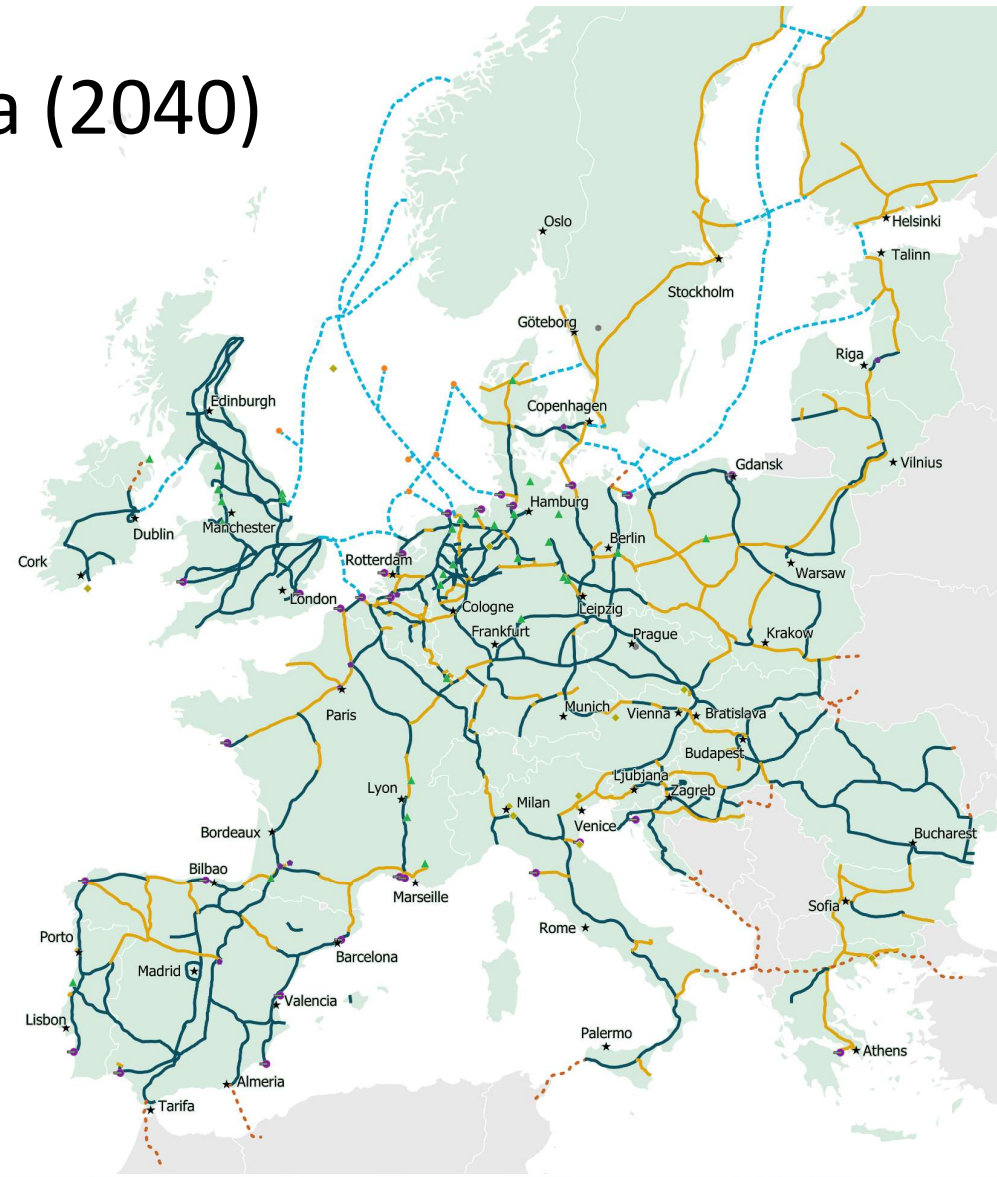 a (2040)
Oslo
Helsinki
Talinn
Stockholm
Göteborg
Riga
Edinburgh
Copenhagen
Vilnius
Gdansk
Hamburg
Manchester
Dublin
Berlin
Cork
Rotterdam
Warsaw
London
Cologne
Leipzig
Frankfurt
Prague
Krakow
Paris
Munich
Vienna
Bratislava
Budapest
Ljubjana
Lyon
Zagreb
Milan
Venice
Bordeaux
Bucharest
Bilbao
Marseille
Sofia
Porto
Rome
Barcelona
Madrid
Valencia
Lisbon
Palermo
Athens
Almeria
Tarifa